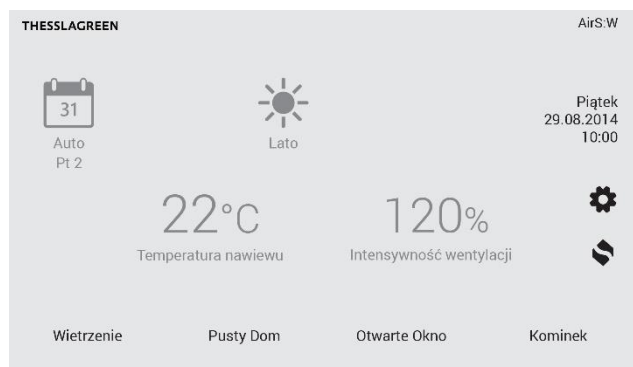 THESSLAGREEN
AirS:W
31
Auto
Pt 2
Lato
Piątek
29.08.2014
10:00
22°C
Temperatura nawiewu
120%
Intensywność wentylacji
Wietrzenie
Pusty Dom
Otwarte Okno
Kominek